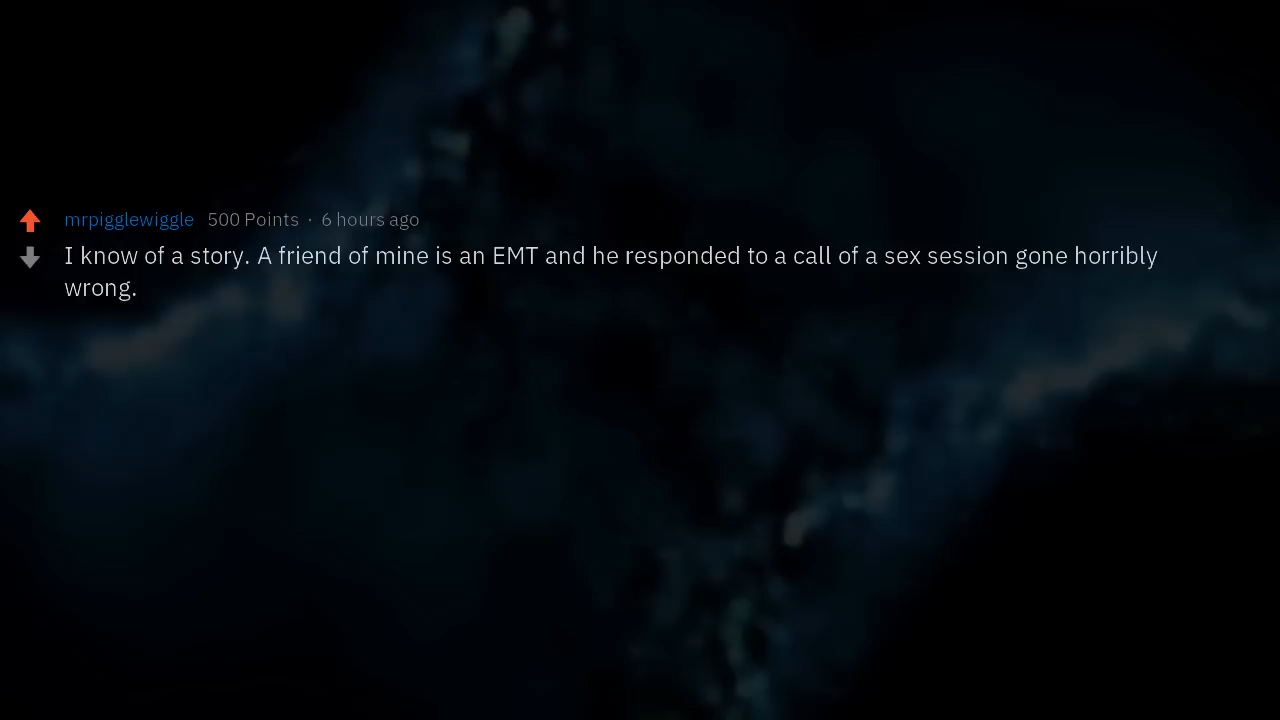 mrpigglewiggle 500 Points · 6 hours ago
I know of a story. A friend of mine is an EMT and he responded to a call of a sex session gone horribly
wrong.